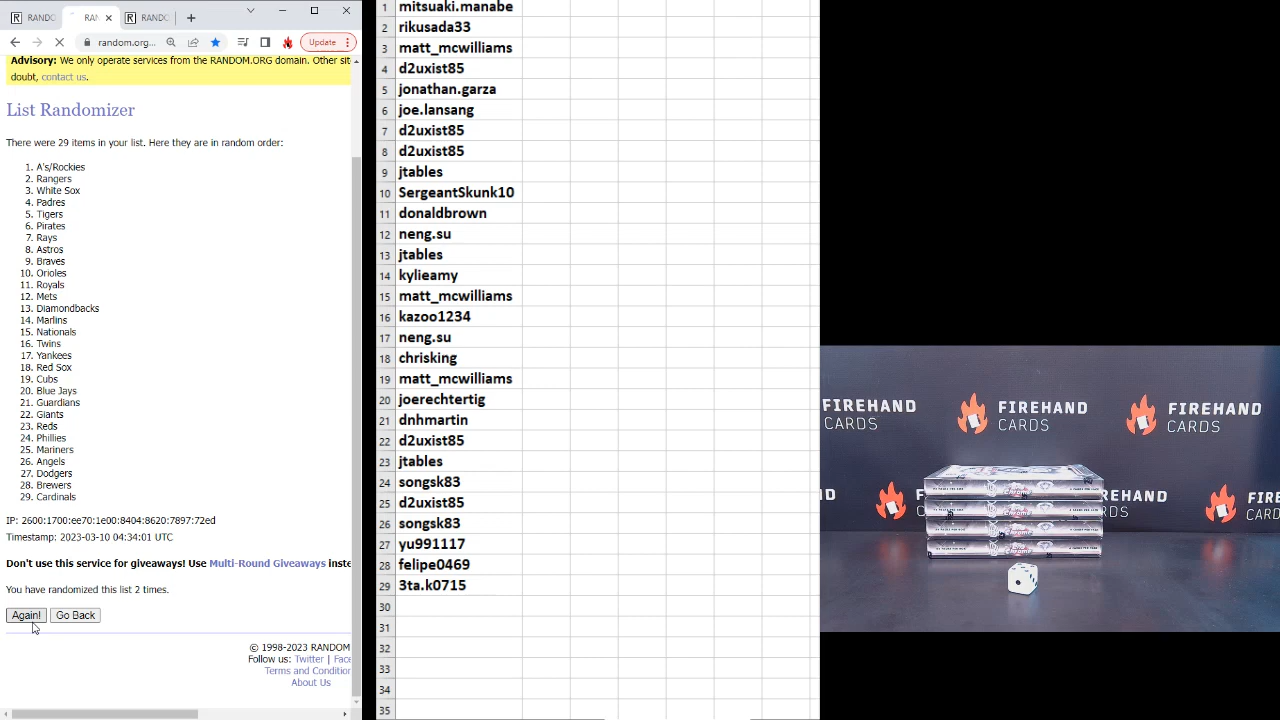 RANDO
RAN
RANDO
random.org...
Update
Advisory: We only operate services from the RANDOM.ORG domain. Other sit
doubt, contact us.
List Randomizer
There were 29 items in your list. Here they are in random order:
1. A's/Rockies
2. Rangers
3. White Sox
4. Padres
5. Tigers
6. Pirates
7. Rays
8. Astros
9. Braves
10. Orioles
11. Royals
12. Mets
13. Diamondbacks
14. Marlins
15. Nationals
16. Twins
17. Yankees
18. Red Sox
19. Cubs
20. Blue Jays
21. Guardians
22. Giants
23. Reds
24. Phillies
25. Mariners
26. Angels
27. Dodgers
28. Brewers
29. Cardinals
IP: 2600:1700:ee70:1e00:8404:8620:7897:72ed
Timestamp: 2023-03-10 04:34:01 UTC
Don't use this service for giveaways! Use Multi-Round Giveaways inste
You have randomized this list 2 times.
Again! Go Back
© 1998-2023 RANDOM
Follow us: Twitter | Face
Terms and Condition
About Us
1 mitsuaki.manabe
2 rikusada33
3 matt_mcwilliams
4 d2uxist85
5 jonathan.garza
6 joe.lansang
7 d2uxist85
8 d2uxist85
9 jtables
10 SergeantSkunk10
11 donaldbrown
12 neng.su
13 jtables
14 kylieamy
15 matt_mcwilliams
16 kazoo1234
17 neng.su
18 chrisking
19 matt_mcwilliams
20 joerechtertig
21 dnhmartin
22 d2uxist85
23 jtables
24 songsk83
25 d2uxist85
26 songsk83
27 yu991117
28 felipe0469
29 3ta.k0715
30
31
32
33
34
35
FIREHAND
CARDS
FIREHAND
CARDS
FIREHAND
CARDS
ND
S
FIREHAND
CARDS
FIRE
CAR